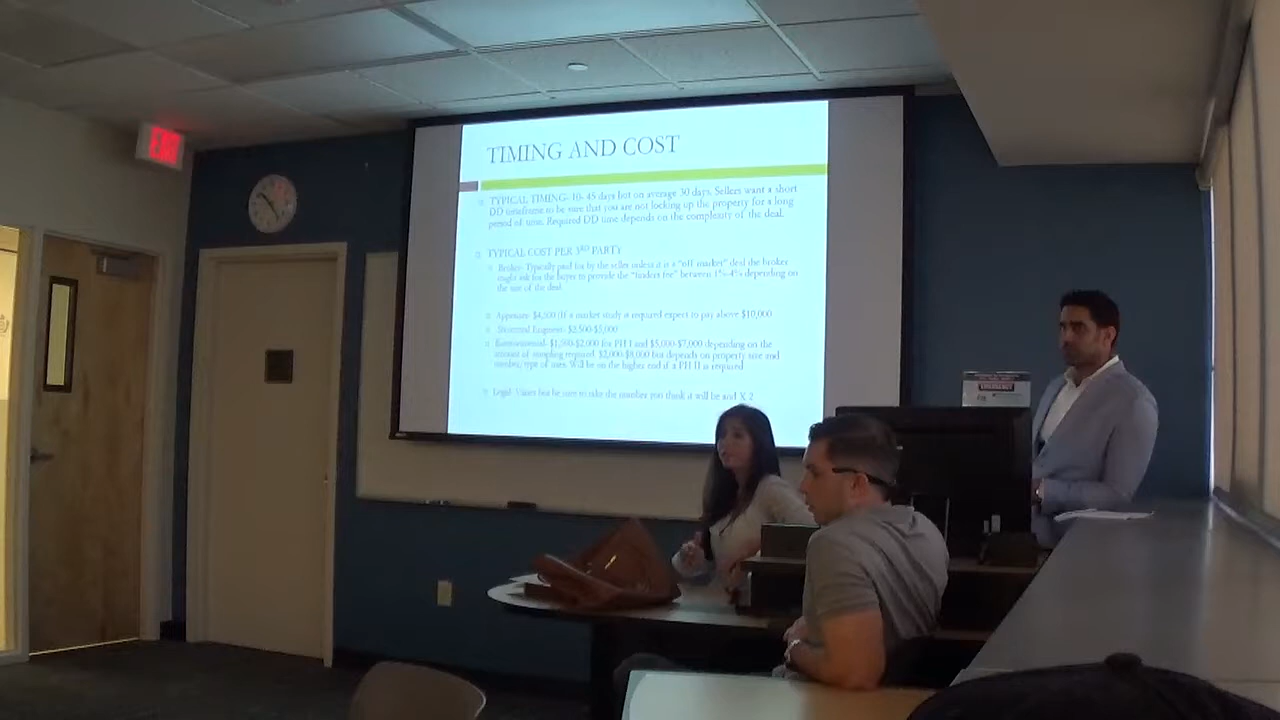 EXIT
TIMING AND COST
TYPICAL TIMING- 10- 45 days but on average 30 days. Sellers want a short
DD timeframe to be sure that you are not locking up the property for a long
period of time. Required DD time depends on the complexity of the deal.
TYPICAL COST PER 3RD PARTY
Broker- Typically paid for by the seller unless it is a "off market" deal the broker
might ask for the buyer to provide the "finders fee" between 1%-4% depending on
the size of the deal
Appraiser- $4,500 (If a market study is required expect to pay above $10,000
Structural Engineer- $2,500-$5,000
Environmental- $1,500-$2,000 for PH I and $5,000-$7,000 depending on the
amount of sampling required. $2,000-$8,000 but depends on property size and
number/type of uses. Will be on the higher end if a PH II is required
Legal- Varies but be sure to take the number you think it will be and X 2
EMERGENCY